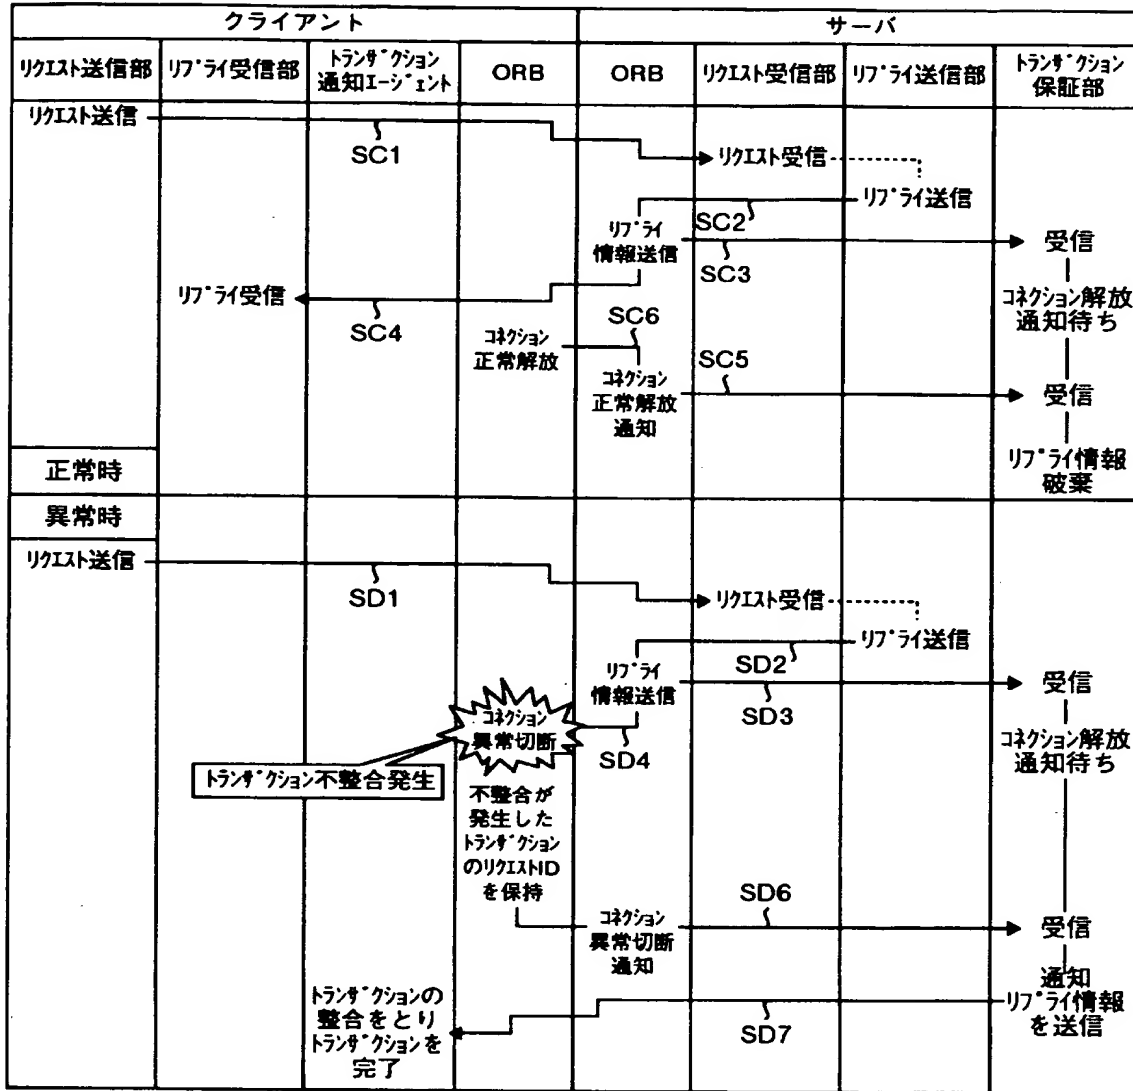 クライアント
サーバ
リクエスト送信部
リプライ受信部
トランザクション
通知エージェント
ORB
ORB
リクエスト受信部
リプライ送信部
トランザクション
保証部
リクエスト送信
SC1
リクエスト受信
リプライ送信
SC2
リプライ
情報送信
SC3
受信
リプライ受信
SC4
コネクション解放
通知待ち
SC6
コネクション
正常解放
SC5
コネクション
正常解放
通知
受信
正常時
リプライ情報
破棄
異常時
リクエスト送信
SD1
リクエスト受信
リプライ送信
SD2
リプライ
情報送信
SD3
受信
コネクション
異常切断
SD4
コネクション解放
通知待ち
トランザクション不整合発生
不整合が
発生した
トランザクション
のリクエストID
を保持
SD6
コネクション
異常切断
通知
受信
通知
リプライ情報
を送信
SD7
トランザクションの
整合をとり
トランザクションを
完了